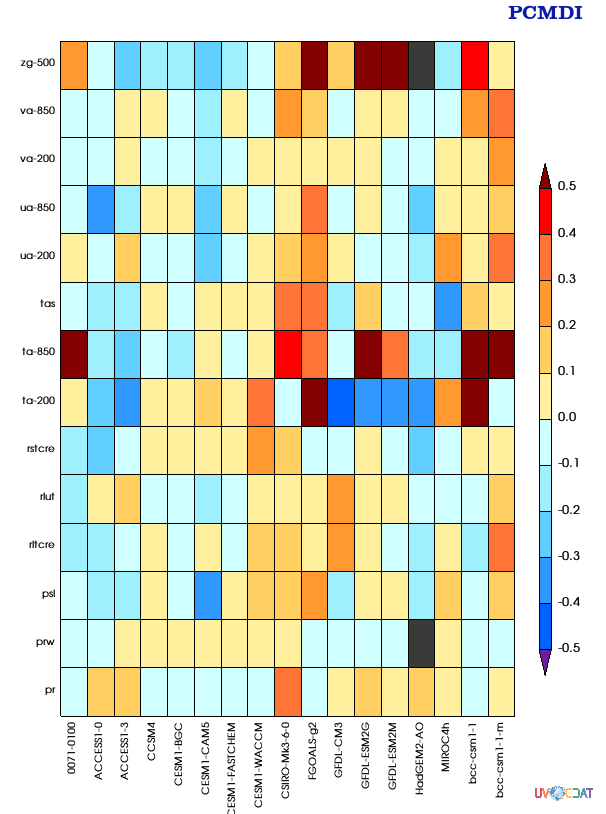 PCMDI
zg-500
va-850
va-200
ua-850
ua-200
tas
ta-850
ta-200
rstcre
rlut
rltcre
psl
prw
pr
0.5
0.4
0.3
0.2
0.1
0.0
-0.1
-0.2
-0.3
-0.4
-0.5
0071-0100
ACCESS1-0
ACCESS1-3
CCSM4
CESM1-BGC
CESM1-CAM5
CESM1-FASTCHEM
CESM1-WACCM
CSIRO-Mk3-6-0
FGOALS-g2
GFDL-CM3
GFDL-ESM2G
GFDL-ESM2M
HadGEM2-AO
MIROC4h
bcc-csm1-1
bcc-csm1-1-m
UV CDAT